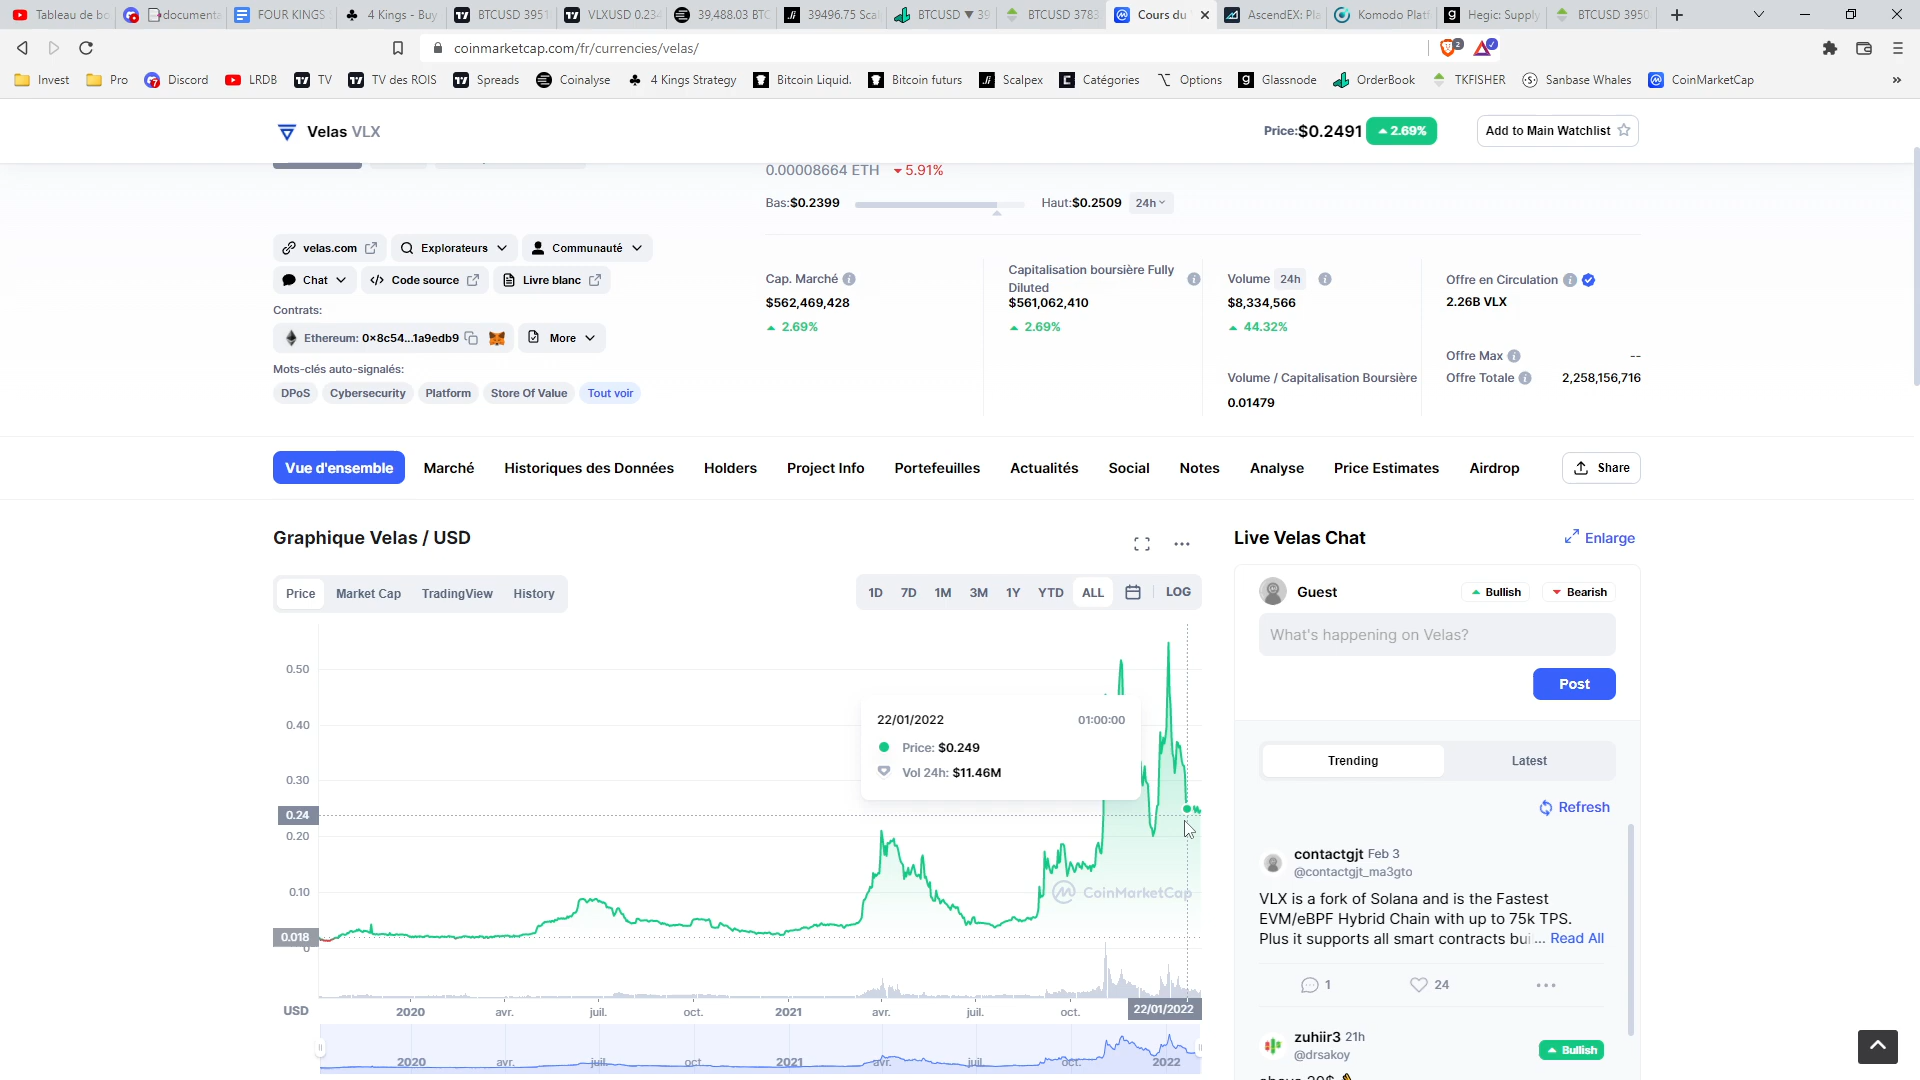 Tableau de bo
documenta
FOUR KINGS
4 Kings - Buy
BTCUSD 3951
VLXUSD 0.234
39,488.03 BTC
39496.75 Scal
BTCUSD ▼ 39
BTCUSD 3783
Cours du
AscendEX: Pla
Komodo Platf
Hegic: Supply
BTCUSD 3950
coinmarketcap.com/fr/currencies/velas/
2
Invest
Pro
Discord
LRDB
TV
TV des ROIS
Spreads
Coinalyse
4 Kings Strategy
Bitcoin Liquid.
Bitcoin futurs
Scalpex
Catégories
Options
Glassnode
OrderBook
TKFISHER
Sanbase Whales
CoinMarketCap
»
Velas VLX
Price:$0.2491
2.69%
Add to Main Watchlist
0.00008664 ETH
5.91%
Bas:$0.2399
Haut:$0.2509
24h
velas.com
Explorateurs
Communauté
Chat
Code source
Livre blanc
Contrats:
Ethereum: 0x8c54...1a9edb9
More
Mots-clés auto-signalés:
DPoS
Cybersecurity
Platform
Store Of Value
Tout voir
Cap. Marché
$562,469,428
2.69%
Capitalisation boursière Fully
Diluted
$561,062,410
2.69%
Volume 24h
$8,334,566
44.32%
Volume / Capitalisation Boursière
0.01479
Offre en Circulation
2.26B VLX
Offre Max --
Offre Totale 2,258,156,716
Vue d'ensemble
Marché
Historiques des Données
Holders
Project Info
Portefeuilles
Actualités
Social
Notes
Analyse
Price Estimates
Airdrop
Share
Graphique Velas / USD
Price
Market Cap
TradingView
History
1D
7D
1M
3M
1Y
YTD
ALL
LOG
0.50
0.40
0.30
0.24
0.20
0.10
0.018
0
22/01/2022 01:00:00
Price: $0.249
Vol 24h: $11.46M
CoinMarketCap
USD
2020
avr.
juil.
oct.
2021
avr.
juil.
oct.
22/01/2022
2020
avr.
juil.
oct.
2021
avr.
juil.
oct.
2022
Live Velas Chat
Enlarge
Guest
Bullish
Bearish
What's happening on Velas?
Post
Trending
Latest
Refresh
contactgjt Feb 3
@contactgjt_ma3gto
VLX is a fork of Solana and is the Fastest
EVM/eBPF Hybrid Chain with up to 75k TPS.
Plus it supports all smart contracts bui... Read All
1
24
zuhiir3 21h
@drsakoy
Bullish